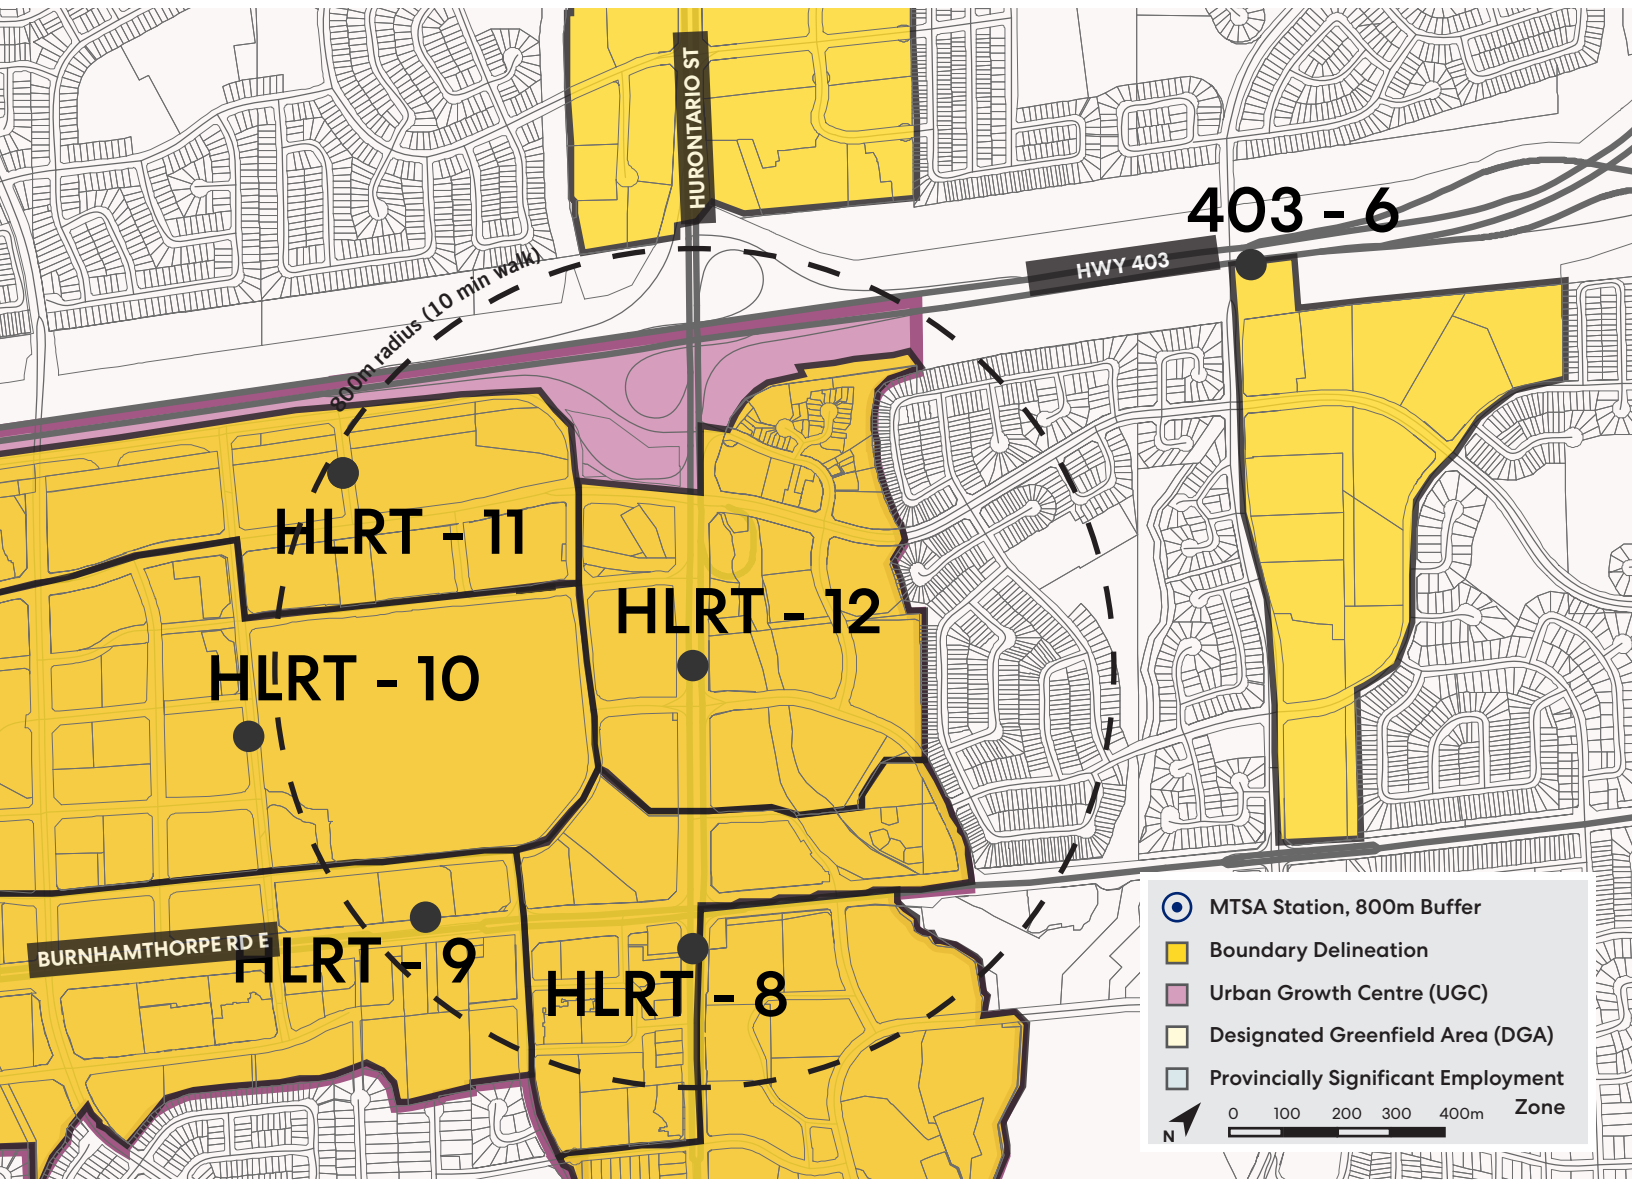 HURONTARIO ST
403 - 6
HWY 403
800m radius (10 min walk)
HLRT - 11
HLRT - 12
HLRT - 10
BURNHAMTHORPE RD E
HLRT - 9
HLRT - 8
MTSA Station, 800m Buffer
Boundary Delineation
Urban Growth Centre (UGC)
Designated Greenfield Area (DGA)
Provincially Significant Employment
Zone
0 100 200 300 400m
N